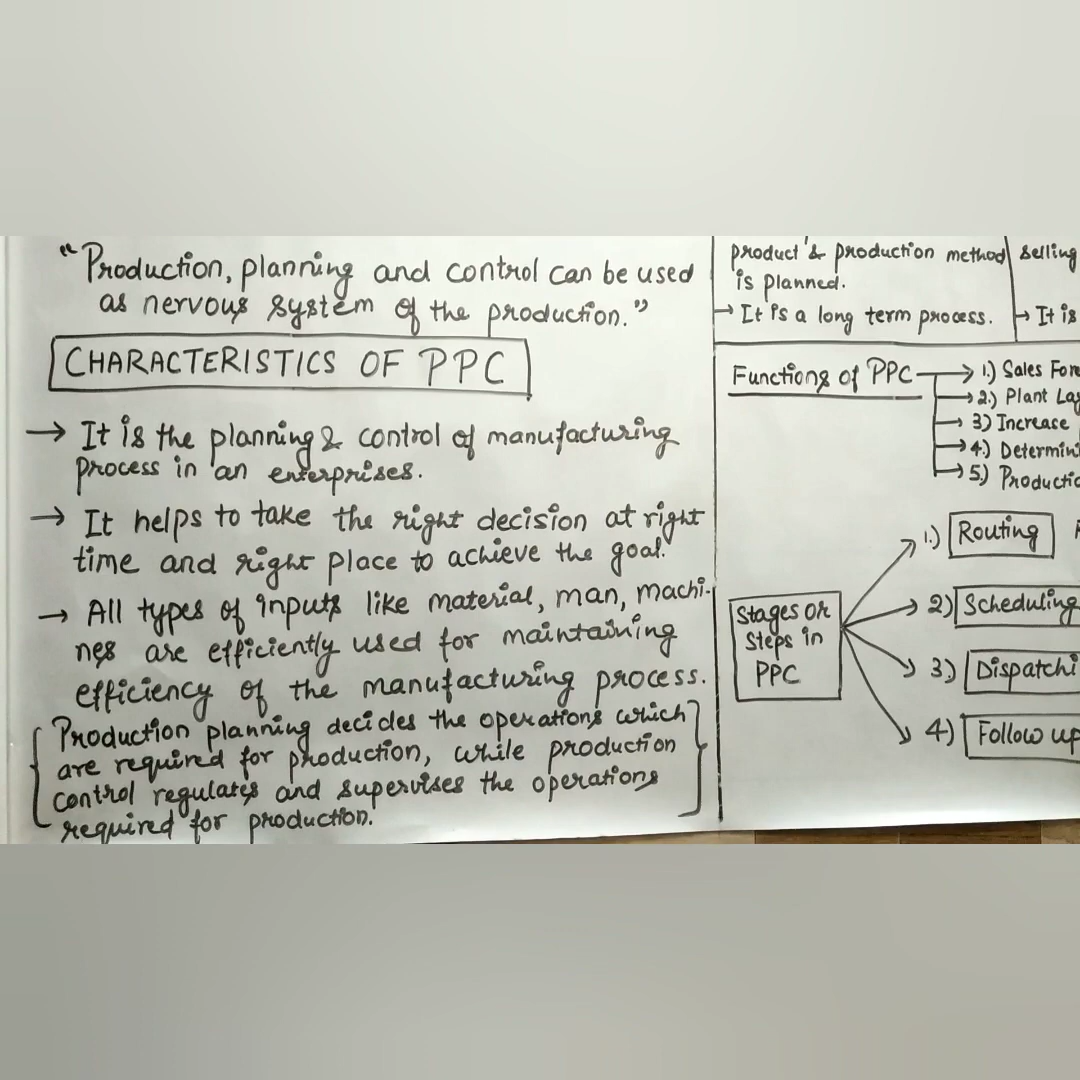 "Production, planning and control can be used
as nervous system of the production."
CHARACTERISTICS OF PPC
→ It is the planning & control of manufacturing
process in an enterprises.
→ It helps to take the right decision at right
time and right place to achieve the goal.
→ All types of inputs like material, man, machi-
nes are efficiently used for maintaining
efficiency of the manufacturing process.
Production planning decides the operations which
are required for production, while production
control regulates and supervises the operations
required for production.
product & production method
is planned.
→ It is a long term process.
selling
→ It is
Functions of PPC → 1.) Sales Fore
→ 2.) Plant Lay
→ 3.) Increase
→ 4.) Determini
→ 5.) Productio
Stages or
Steps in
PPC
1.) Routing
2.) Scheduling
3.) Dispatchi
4.) Follow up